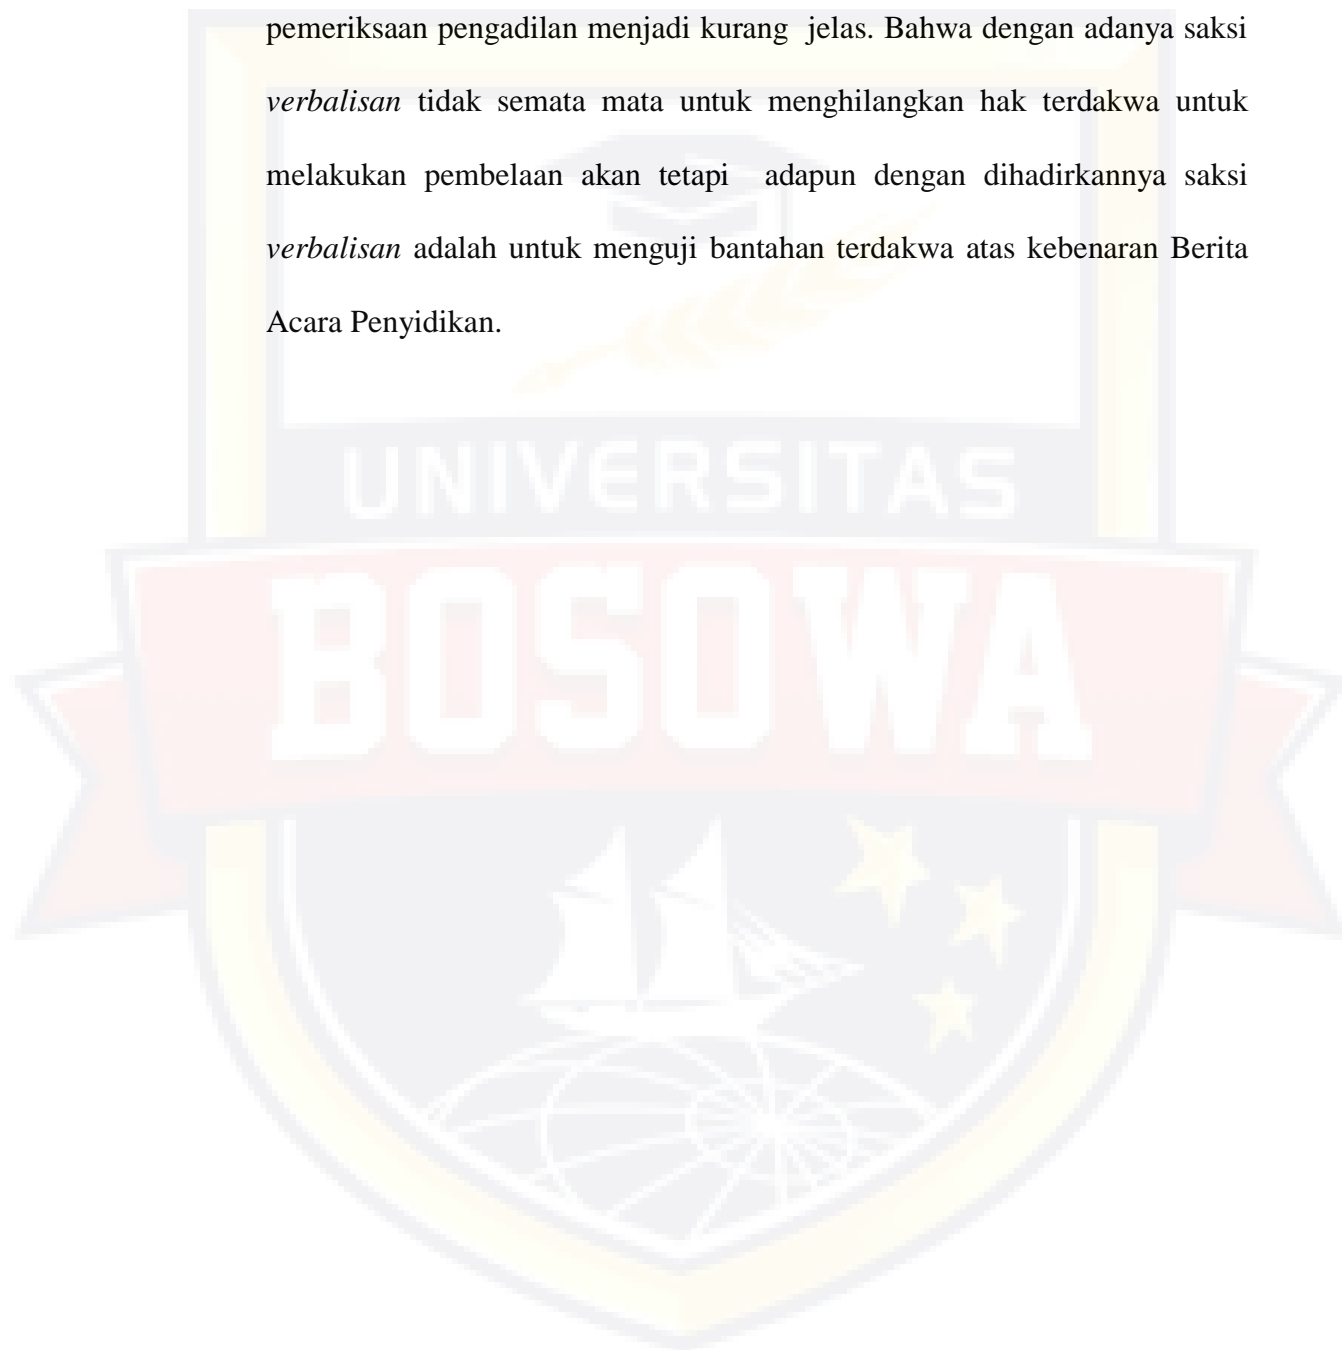 pemeriksaan pengadilan menjadi kurang jelas. Bahwa dengan adanya saksi
verbalisan tidak semata mata untuk menghilangkan hak terdakwa untuk
melakukan pembelaan akan tetapi adapun dengan dihadirkannya saksi
verbalisan adalah untuk menguji bantahan terdakwa atas kebenaran Berita
Acara Penyidikan.
UNIVERSITAS
BOSOWA